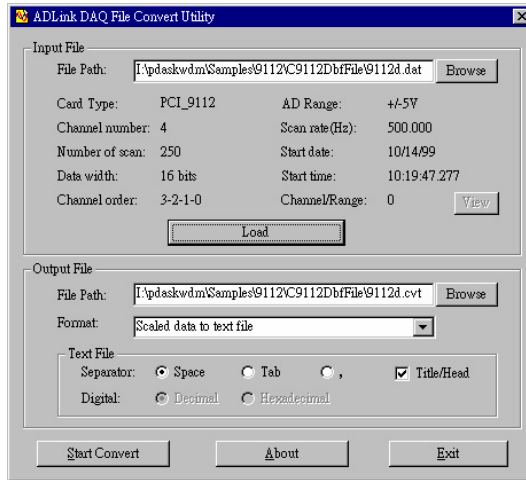 ADLink DAQ File Convert Utility
Input File
File Path: I:\pdaskwdm\Samples\9112\C9112DbfFile\9112d.dat Browse
Card Type: PCI_9112 AD Range: +/-5V
Channel number: 4 Scan rate(Hz): 500.000
Number of scan: 250 Start date: 10/14/99
Data width: 16 bits Start time: 10:19:47.277
Channel order: 3-2-1-0 Channel/Range: 0 View
Load
Output File
File Path: I:\pdaskwdm\Samples\9112\C9112DbfFile\9112d.cvt Browse
Format: Scaled data to text file
Text File
Separator: Space Tab , Title/Head
Digital: Decimal Hexadecimal
Start Convert About Exit